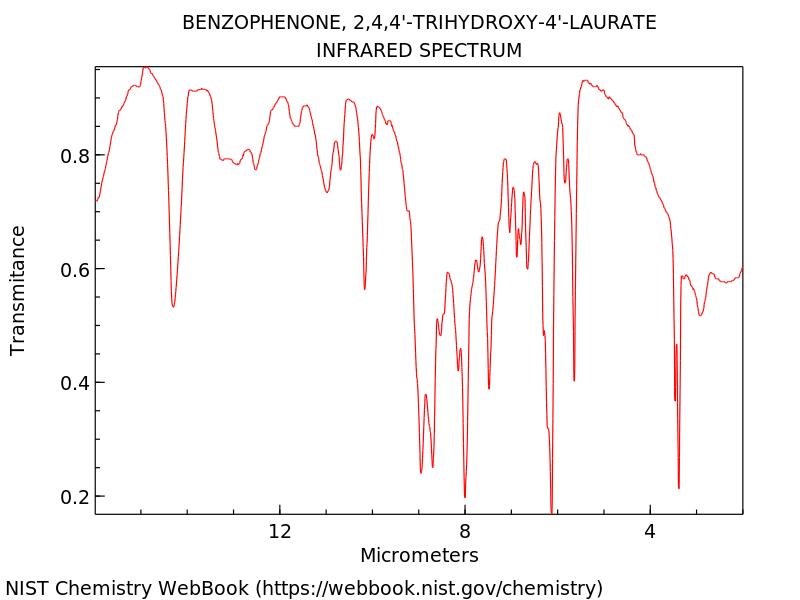 BENZOPHENONE, 2,4,4'-TRIHYDROXY-4'-LAURATE
INFRARED SPECTRUM
0.8
0.6
0.4
0.2
Transmitance
12
8
4
Micrometers
NIST Chemistry WebBook (https://webbook.nist.gov/chemistry)